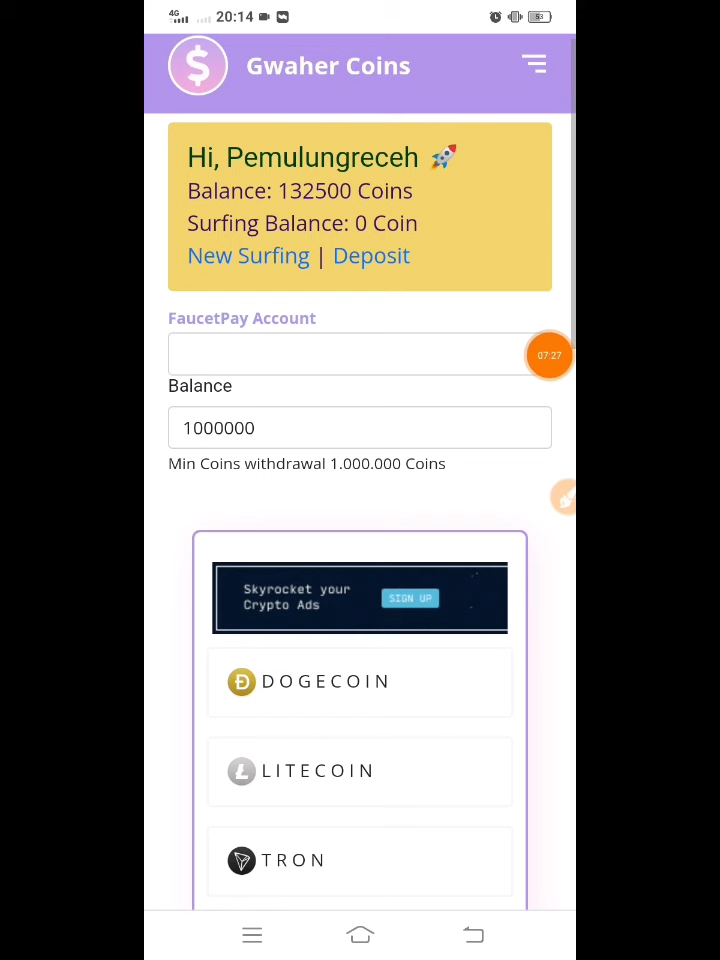 4G 20:14 53
Gwaher Coins
Hi, Pemulungreceh 🚀
Balance: 132500 Coins
Surfing Balance: 0 Coin
New Surfing | Deposit
FaucetPay Account
07:27
Balance
1000000
Min Coins withdrawal 1.000.000 Coins
Skyrocket your
Crypto Ads
SIGN UP
DOGECOIN
LITECOIN
TRON